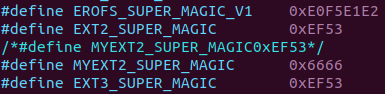 #define EROFS_SUPER_MAGIC_V1 0xE0F5E1E2
#define EXT2_SUPER_MAGIC 0xEF53
/*#define MYEXT2_SUPER_MAGIC0xEF53*/
#define MYEXT2_SUPER_MAGIC 0x6666
#define EXT3_SUPER_MAGIC 0xEF53